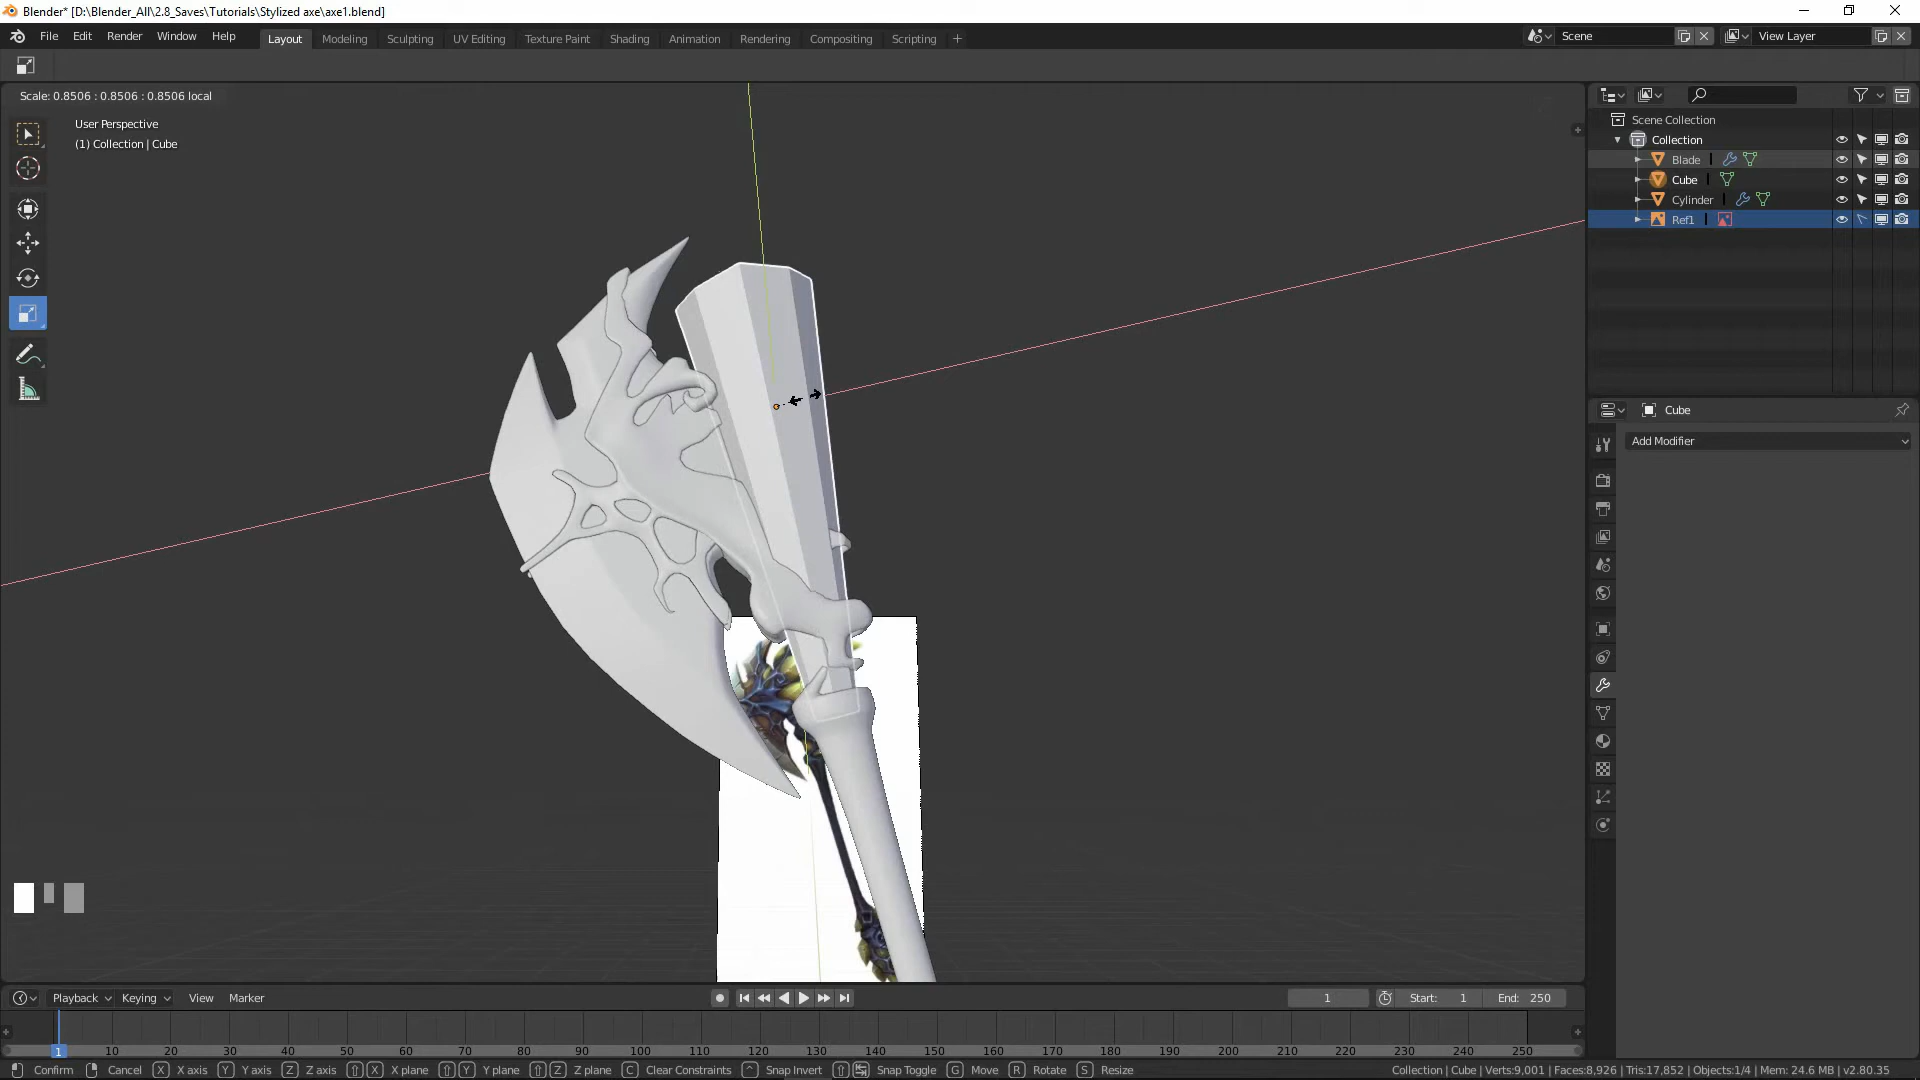 Blender* [D:\Blender_All\2.8_Saves\Tutorials\Stylized axe\axe1.blend]
File Edit Render Window Help Layout Modeling Sculpting UV Editing Texture Paint Shading Animation Rendering Compositing Scripting + Scene View Layer
Scale: 0.8506 : 0.8506 : 0.8506 local
User Perspective
(1) Collection | Cube
Scene Collection
Collection
Blade
Cube
Cylinder
Ref1
Cube
Add Modifier
Playback Keying View Marker 1 Start: 1 End: 250
1 10 20 30 40 50 60 70 80 90 100 110 120 130 140 150 160 170 180 190 200 210 220 230 240 250
Confirm Cancel X X axis Y Y axis Z Z axis X X plane Y Y plane Z Z plane C Clear Constraints ^ Snap Invert Snap Toggle G Move R Rotate S Resize Collection | Cube | Verts:9,001 | Faces:8,926 | Tris:17,852 | Objects:1/4 | Mem: 24.6 MB | v2.80.35